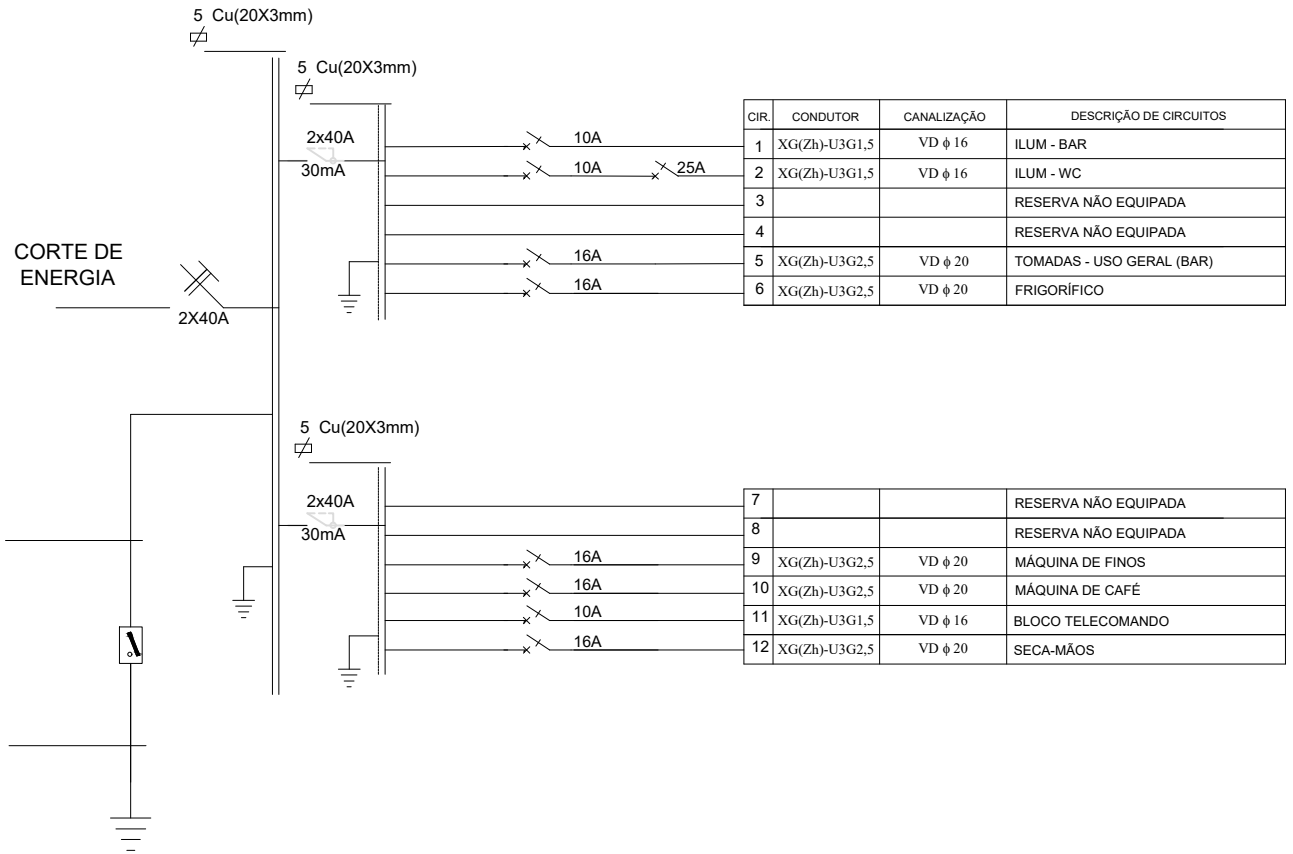 5 Cu(20X3mm)
5 Cu(20X3mm)
2x40A
30mA
CORTE DE
ENERGIA
2X40A
CIR. CONDUTOR CANALIZAÇÃO DESCRIÇÃO DE CIRCUITOS
10A 1 XG(Zh)-U3G1,5 VD ϕ 16 ILUM - BAR
10A 25A 2 XG(Zh)-U3G1,5 VD ϕ 16 ILUM - WC
3 RESERVA NÃO EQUIPADA
4 RESERVA NÃO EQUIPADA
16A 5 XG(Zh)-U3G2,5 VD ϕ 20 TOMADAS - USO GERAL (BAR)
16A 6 XG(Zh)-U3G2,5 VD ϕ 20 FRIGORÍFICO
5 Cu(20X3mm)
2x40A
30mA
7 RESERVA NÃO EQUIPADA
8 RESERVA NÃO EQUIPADA
16A 9 XG(Zh)-U3G2,5 VD ϕ 20 MÁQUINA DE FINOS
16A 10 XG(Zh)-U3G2,5 VD ϕ 20 MÁQUINA DE CAFÉ
10A 11 XG(Zh)-U3G1,5 VD ϕ 16 BLOCO TELECOMANDO
16A 12 XG(Zh)-U3G2,5 VD ϕ 20 SECA-MÃOS